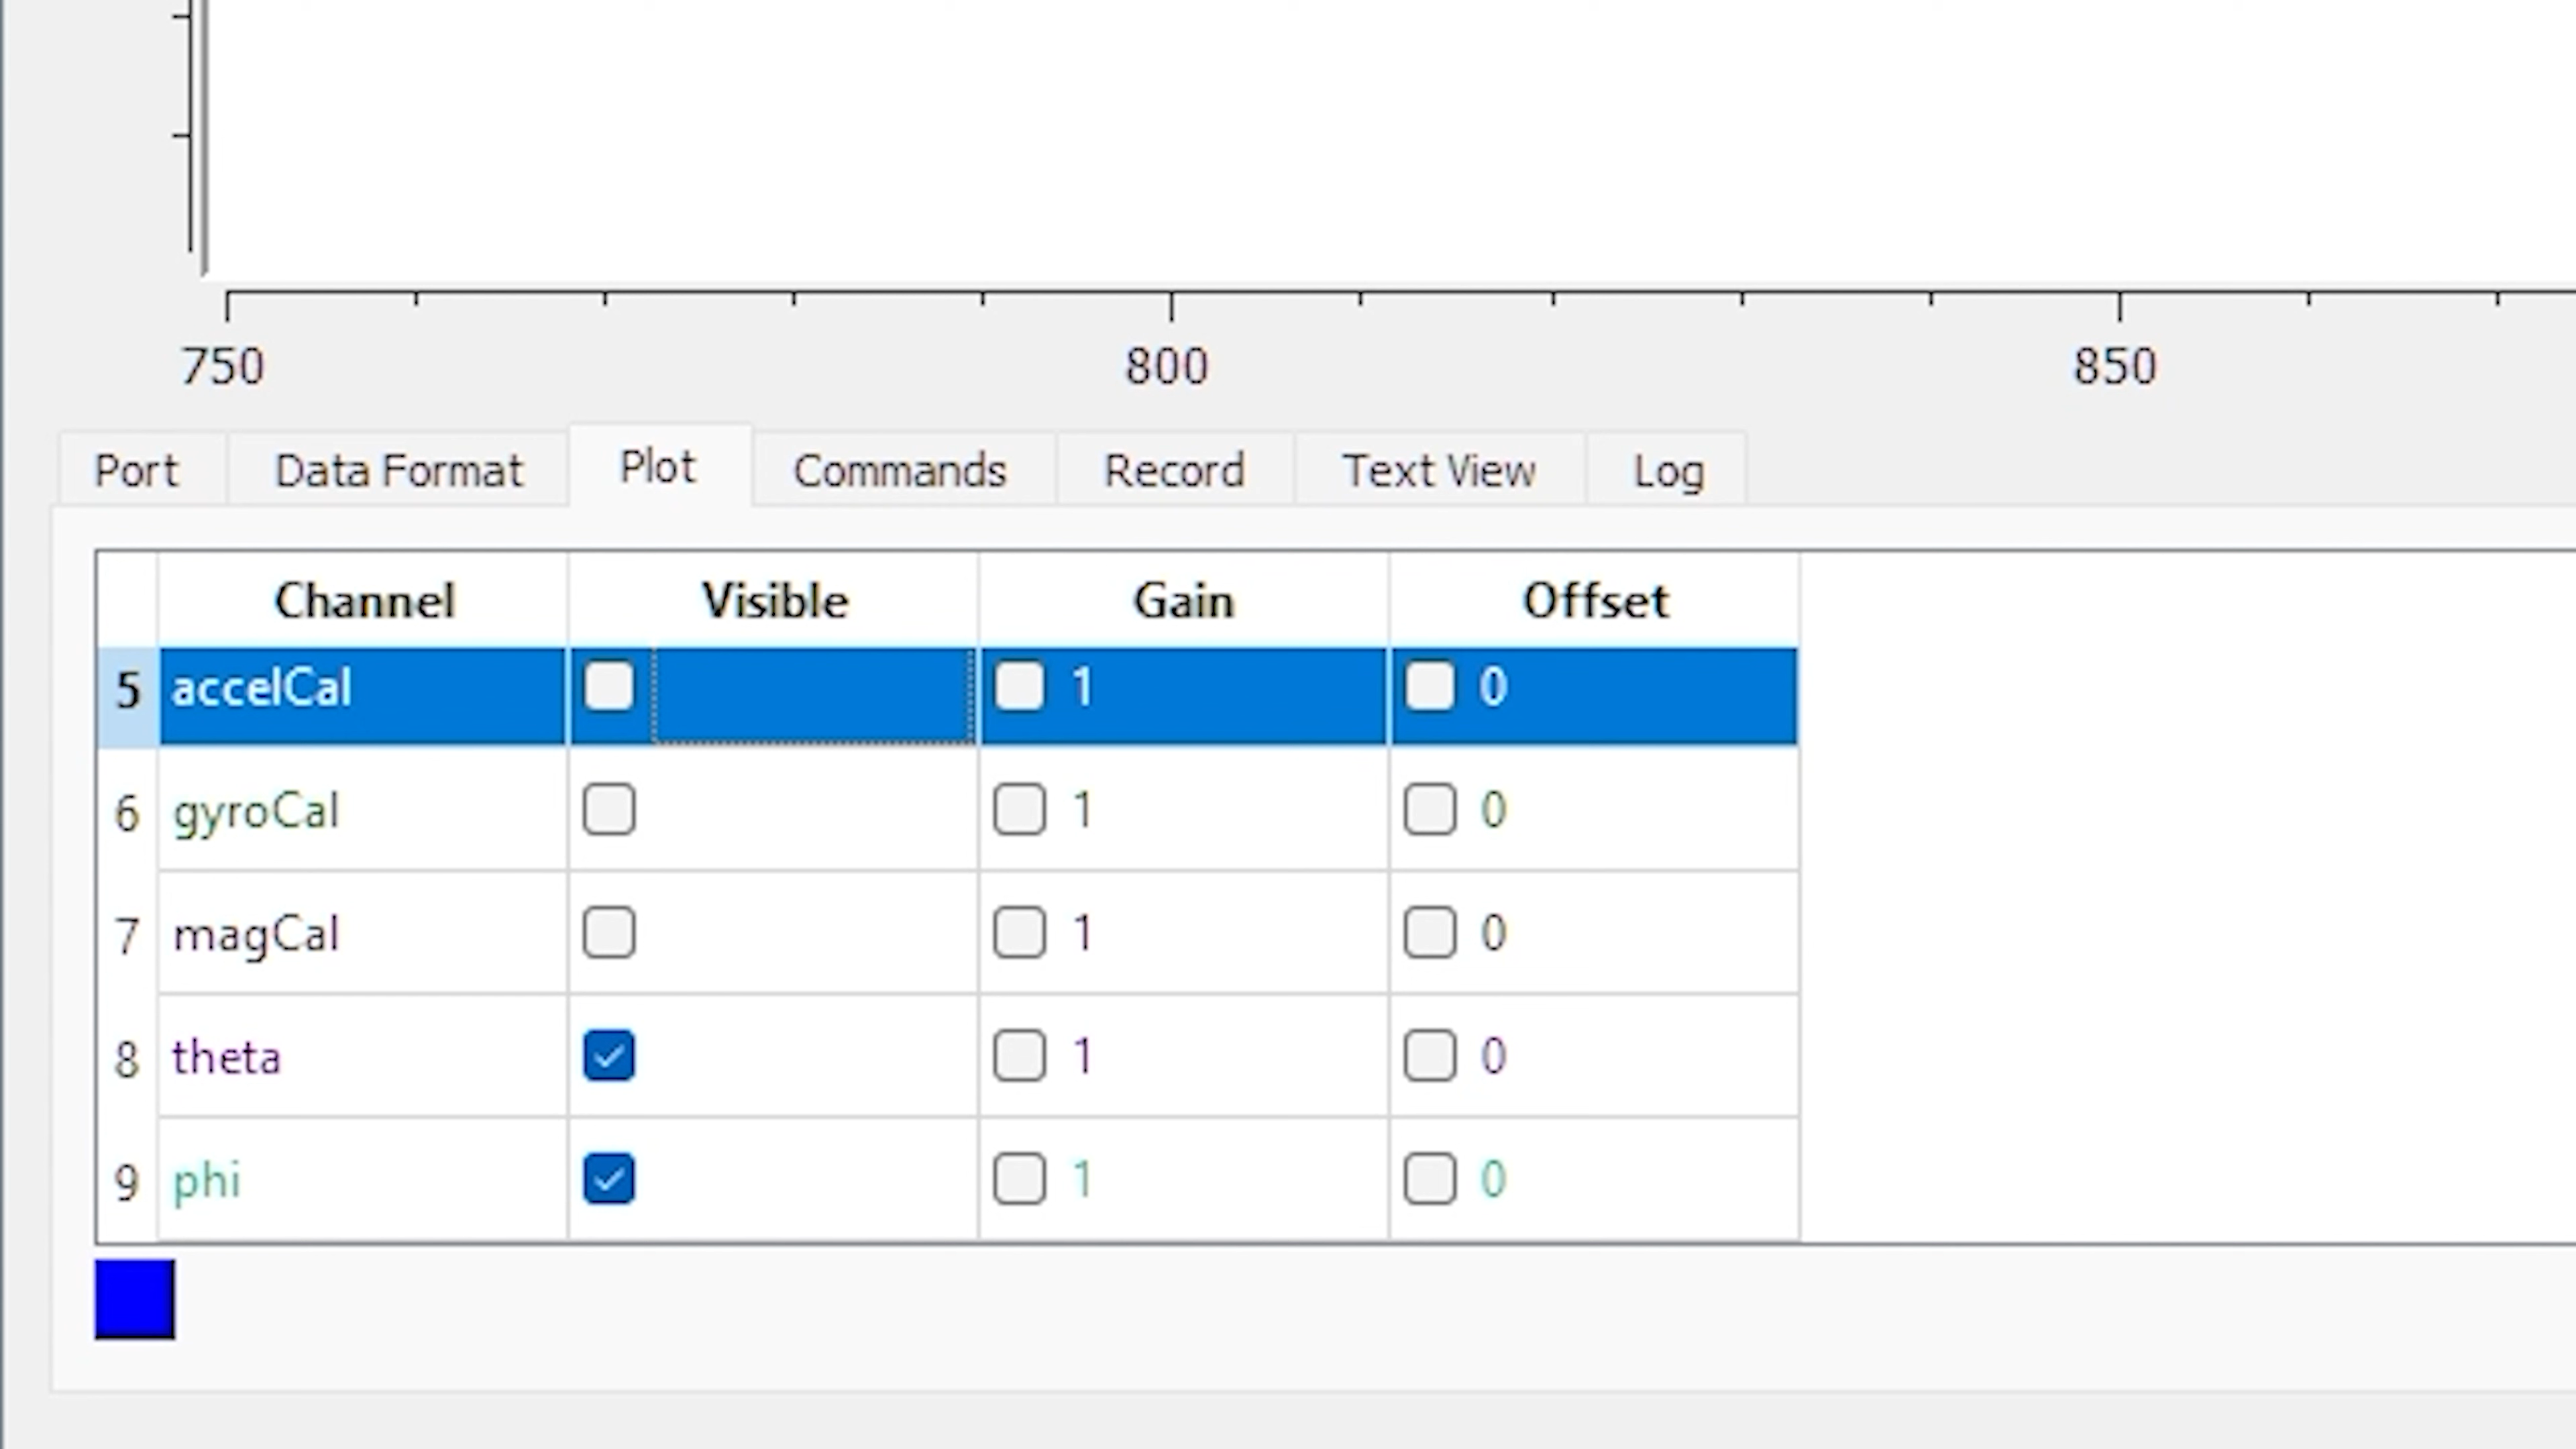 750 800 850
Port Data Format Plot Commands Record Text View Log
Channel Visible Gain Offset
5 accelCal 1 0
6 gyroCal 1 0
7 magCal 1 0
8 theta 1 0
9 phi 1 0